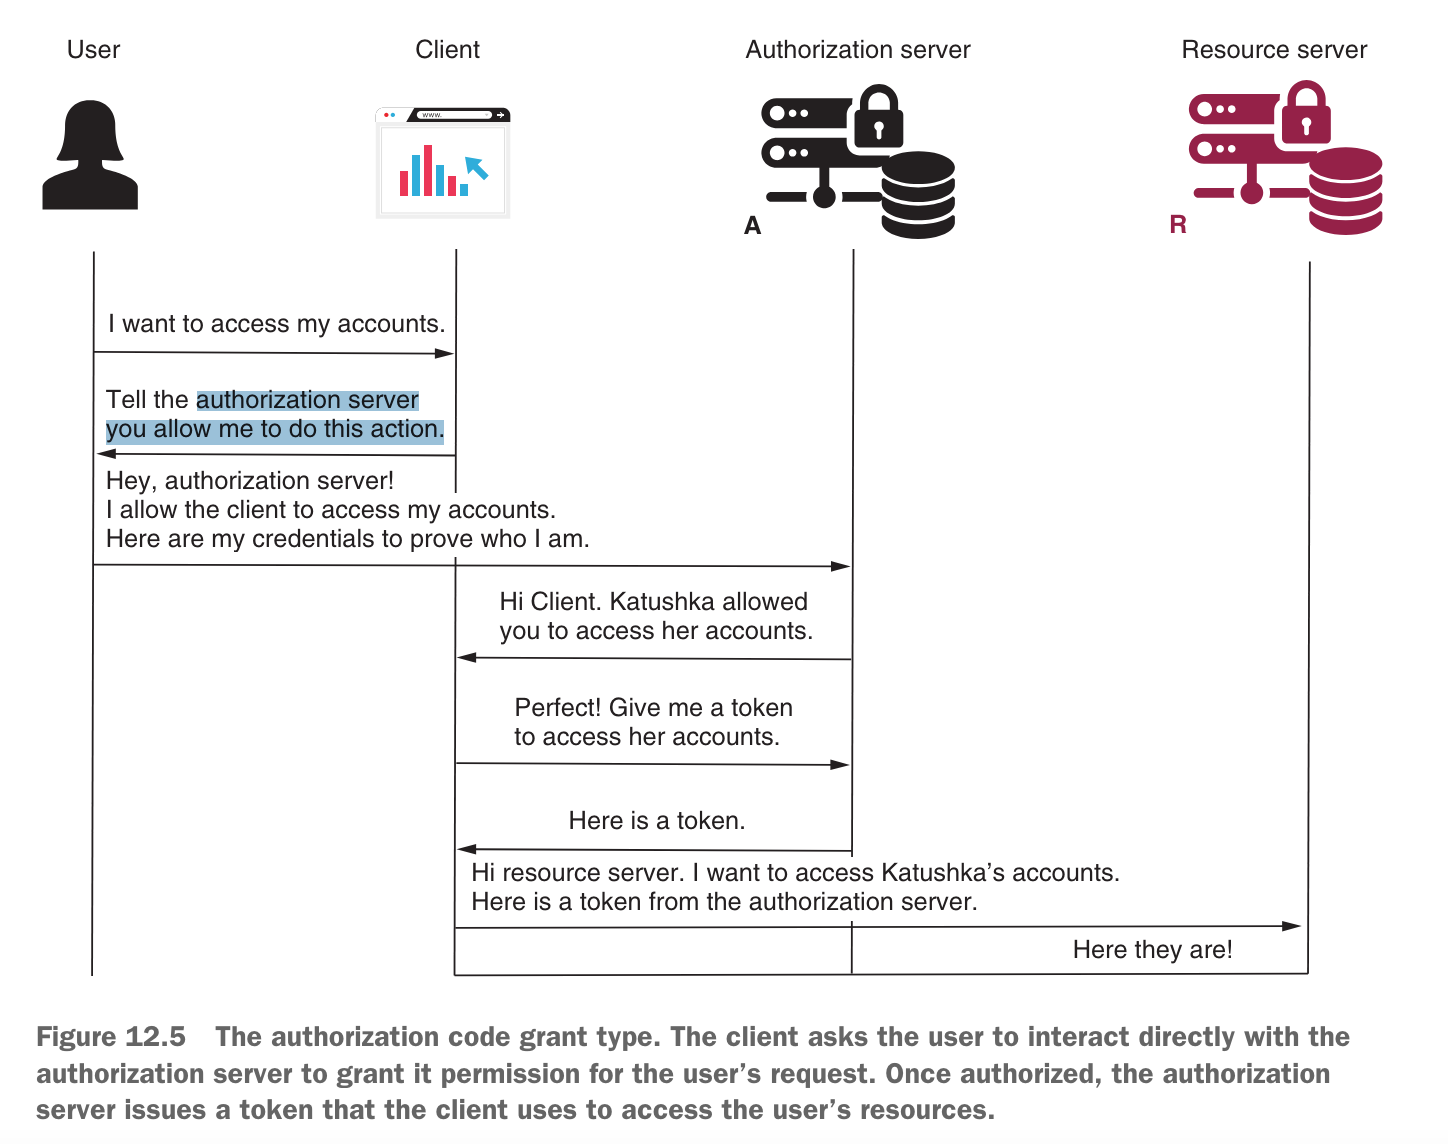 User
Client
Authorization server
Resource server
www.
A
R
I want to access my accounts.
Tell the authorization server
you allow me to do this action.
Hey, authorization server!
I allow the client to access my accounts.
Here are my credentials to prove who I am.
Hi Client. Katushka allowed
you to access her accounts.
Perfect! Give me a token
to access her accounts.
Here is a token.
Hi resource server. I want to access Katushka’s accounts.
Here is a token from the authorization server.
Here they are!
Figure 12.5 The authorization code grant type. The client asks the user to interact directly with the
authorization server to grant it permission for the user’s request. Once authorized, the authorization
server issues a token that the client uses to access the user’s resources.